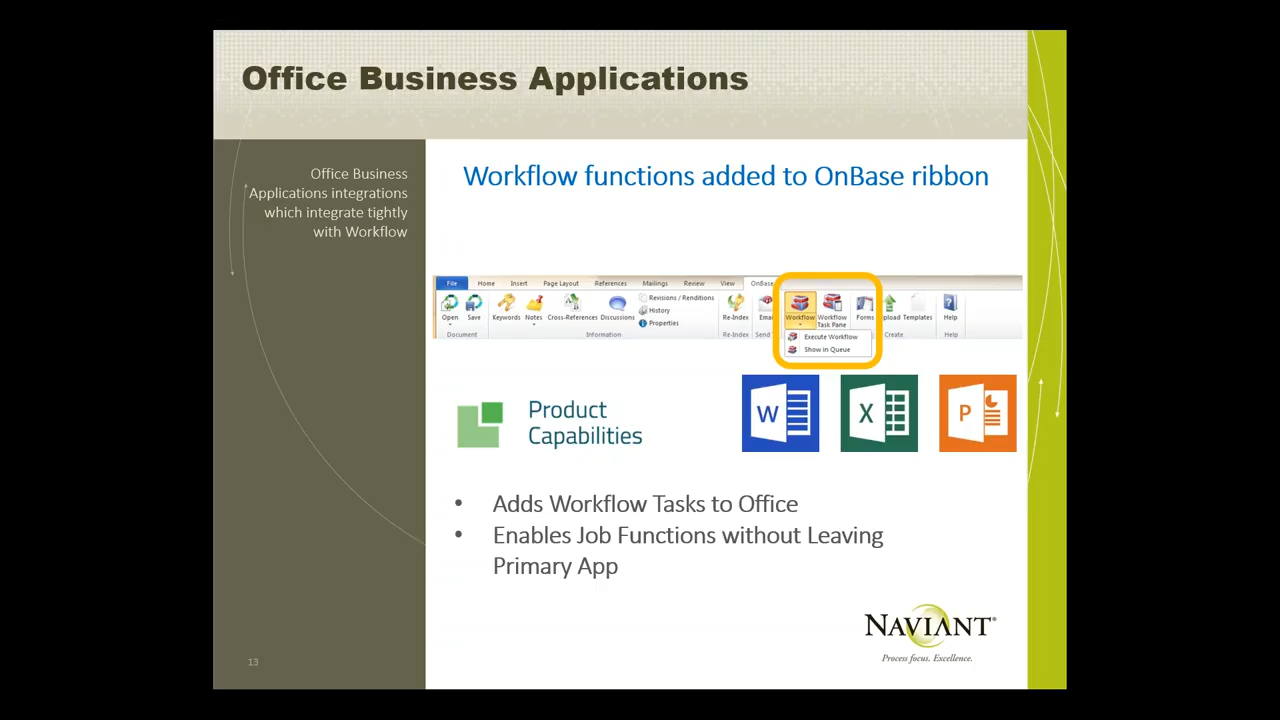 Office Business Applications
Office Business
Applications integrations
which integrate tightly
with Workflow
Workflow functions added to OnBase ribbon
File Home Insert Page Layout References Mailings Review View OnBase
Revisions / Renditions
History
Properties
Open Save Keywords Notes Cross-References Discussions Re-Index Workflow Workflow Task Pane Forms Templates Help
Document Information Re-Index Send Create Help
Execute Workflow
Show in Queue
W X P
Product
Capabilities
• Adds Workflow Tasks to Office
• Enables Job Functions without Leaving
Primary App
NAVIANT®
Process focus. Excellence.
13